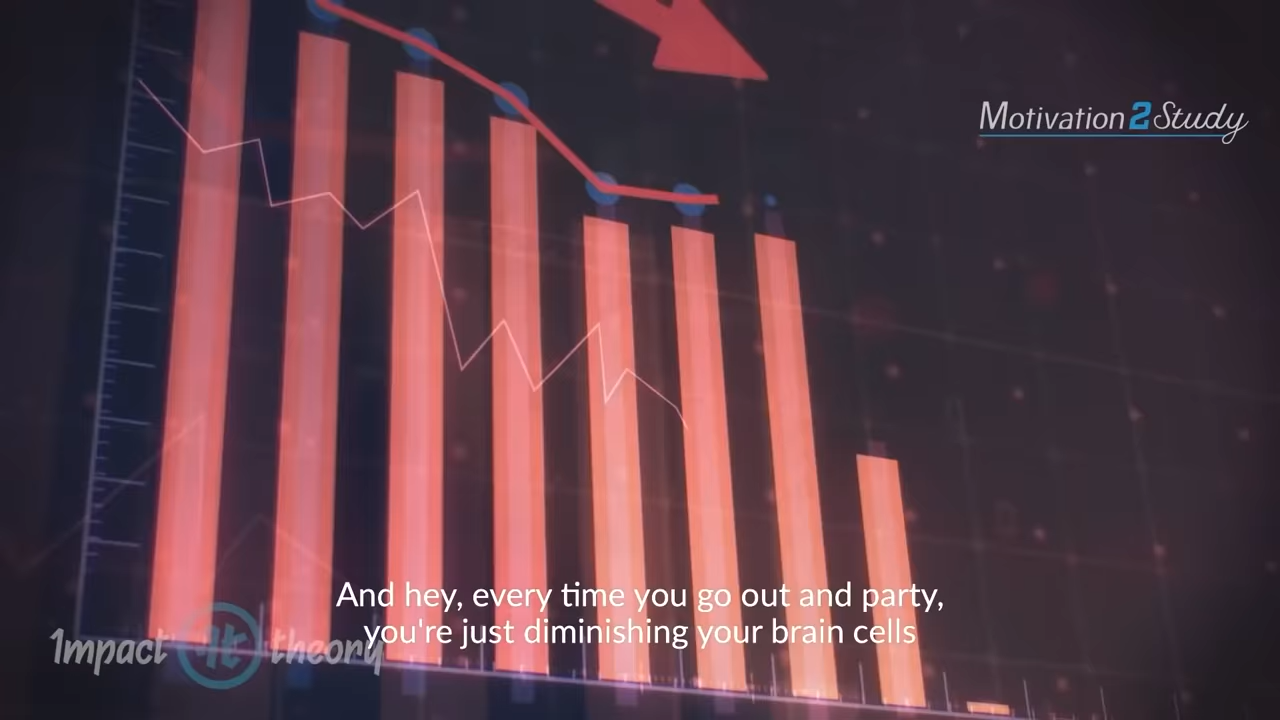 Motivation2Study
And hey, every time you go out and party,
you're just diminishing your brain cells
Impact It theory